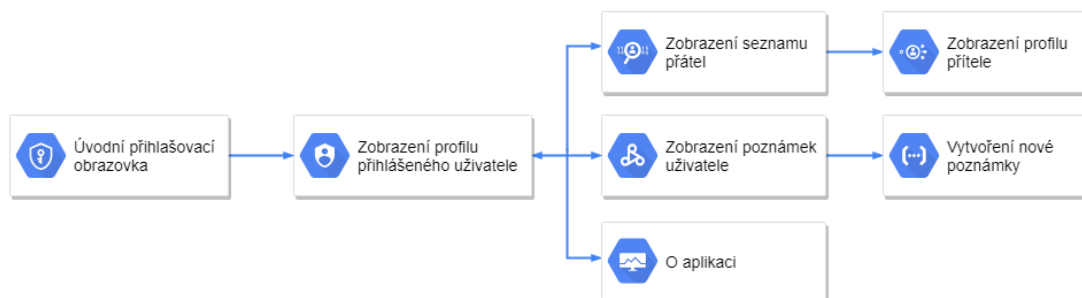 Úvodní přihlašovací
obrazovka
Zobrazení profilu
přihlášeného uživatele
Zobrazení seznamu
přátel
Zobrazení profilu
přítele
Zobrazení poznámek
uživatele
Vytvoření nové
poznámky
O aplikaci